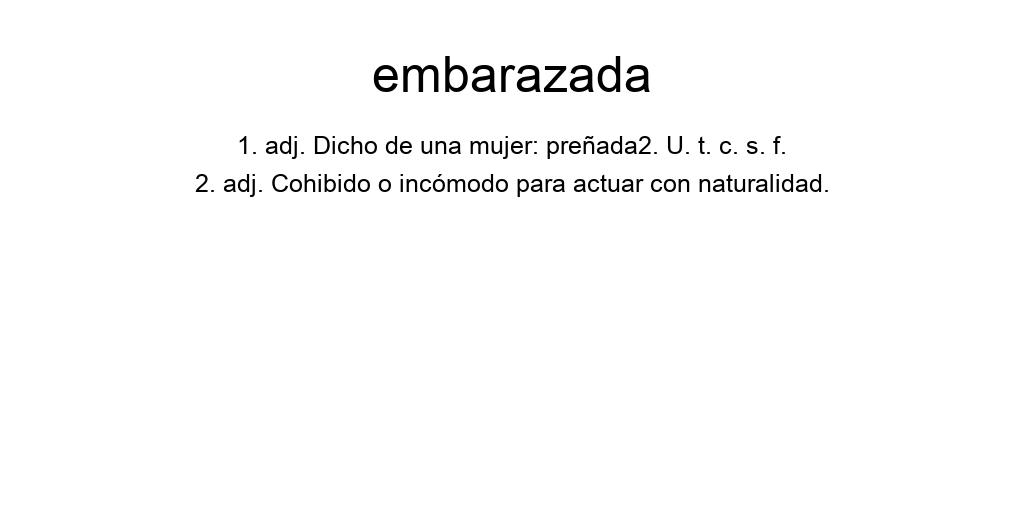 embarazada
1. adj. Dicho de una mujer: preñada2. U. t. c. s. f.
2. adj. Cohibido o incómodo para actuar con naturalidad.